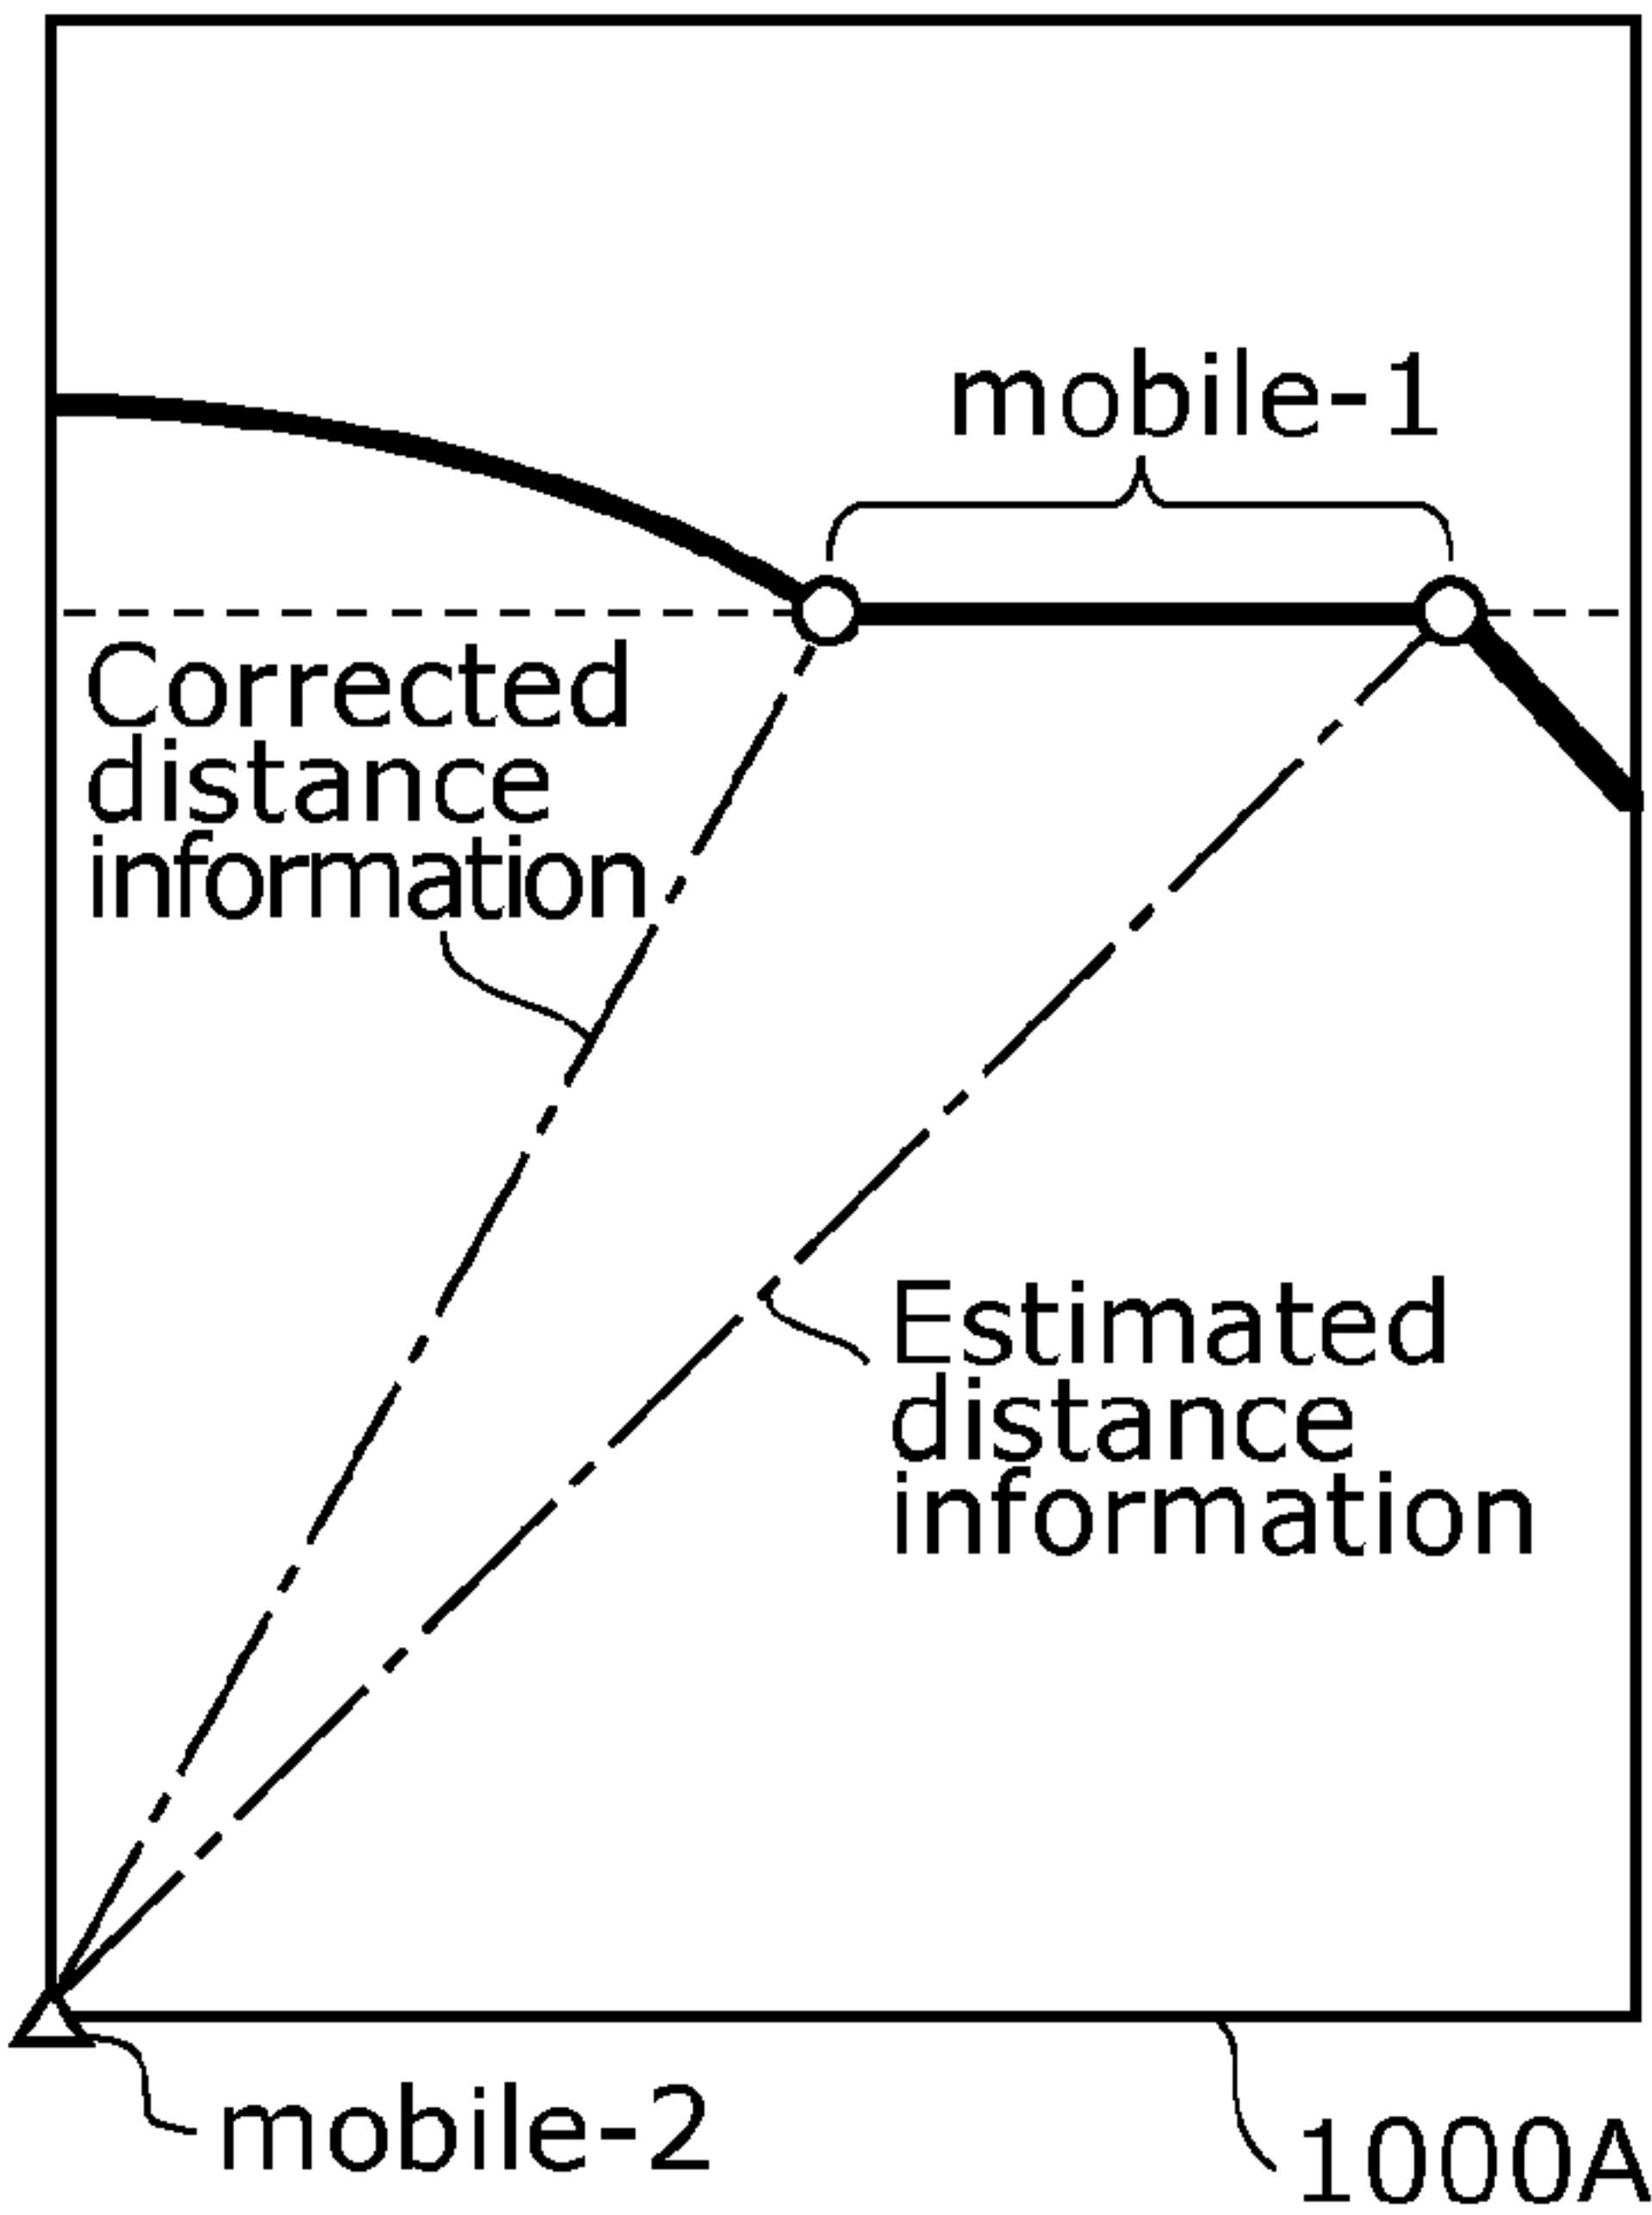 mobile-1
Corrected
distance
information
Estimated
distance
information
mobile-2
1000A